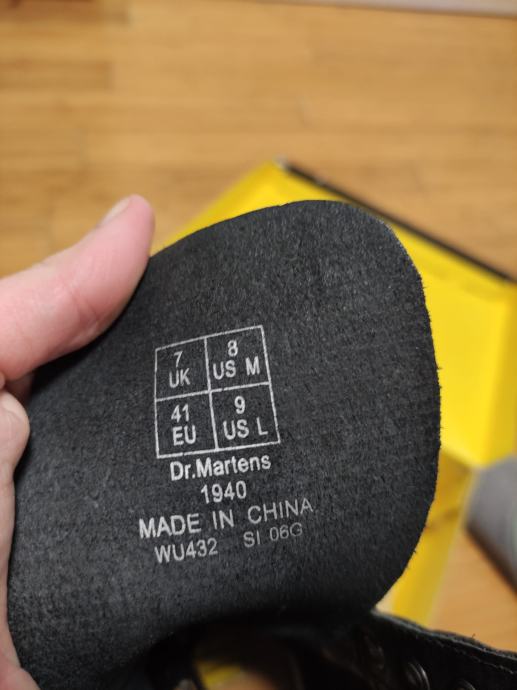 7 8
UK US M
41 9
EU US L
Dr.Martens
1940
MADE IN CHINA
WU432 SI 06G